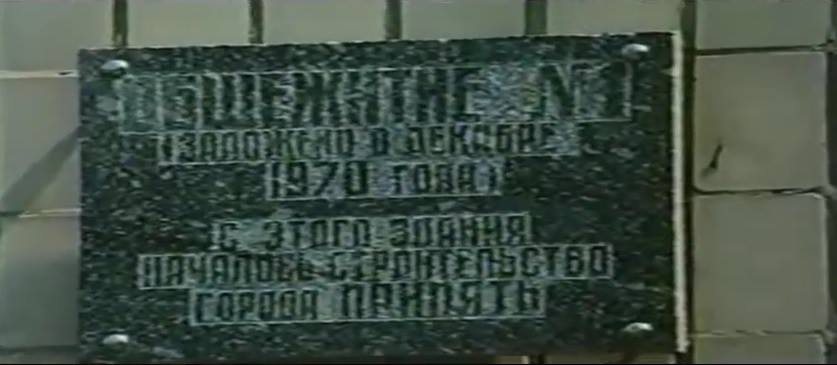 ОБЩЕЖИТИЕ №1
(ЗАЛОЖЕНО В ДЕКАБРЕ
1970 ГОДА)
С ЭТОГО ЗДАНИЯ
НАЧАЛОСЬ СТРОИТЕЛЬСТВО
ГОРОДА ПРИПЯТЬ